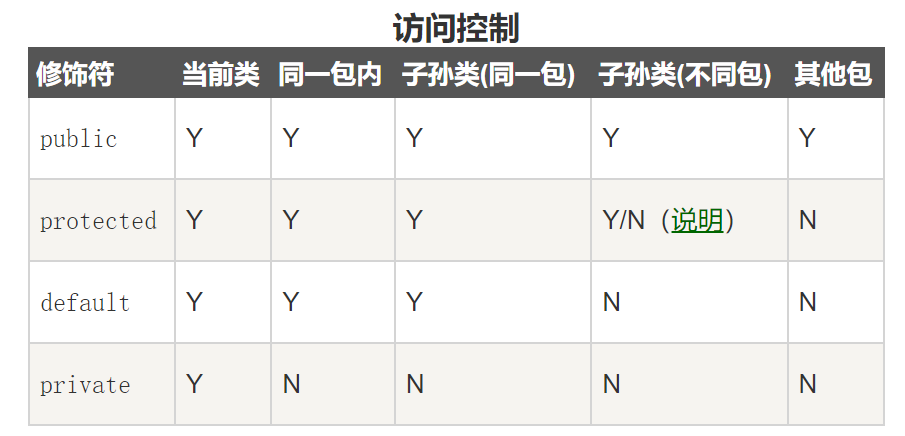 访问控制
修饰符 当前类 同一包内 子孙类(同一包) 子孙类(不同包) 其他包
public Y Y Y Y Y
protected Y Y Y Y/N（说明） N
default Y Y Y N N
private Y N N N N